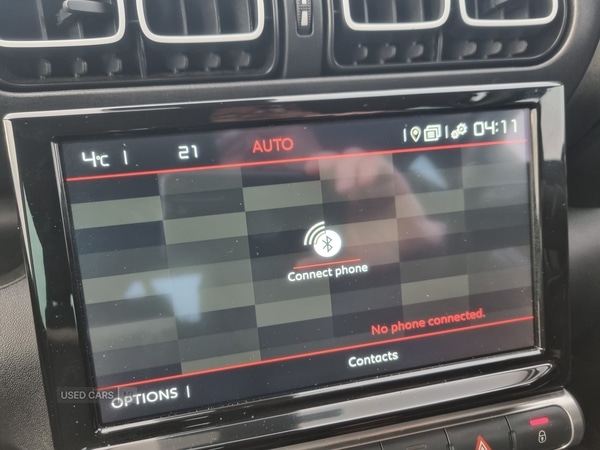 4°C 21 AUTO 04:11
Connect phone
No phone connected.
Contacts
OPTIONS
USED CARS